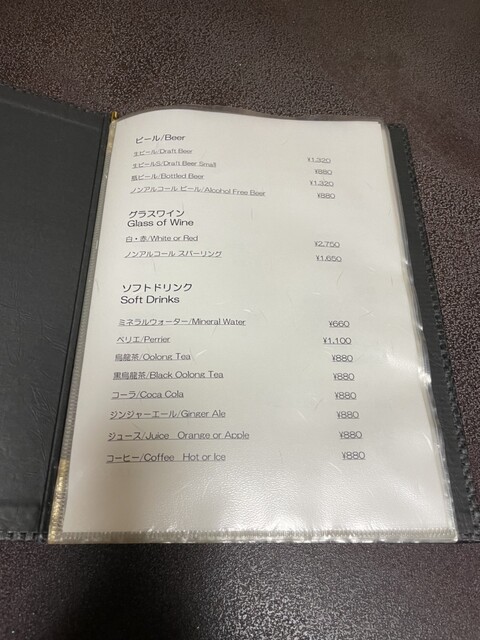 ビール/Beer
生ビール/Draft Beer ¥1,320
生ビールS/Draft Beer Small ¥880
瓶ビール/Bottled Beer ¥1,320
ノンアルコール ビール/Alcohol Free Beer ¥880
グラスワイン
Glass of Wine
白・赤/White or Red ¥2,750
ノンアルコール スパーリング ¥1,650
ソフトドリンク
Soft Drinks
ミネラルウォーター/Mineral Water ¥660
ペリエ/Perrier ¥1,100
烏龍茶/Oolong Tea ¥880
黒烏龍茶/Black Oolong Tea ¥880
コーラ/Coca Cola ¥880
ジンジャーエール/Ginger Ale ¥880
ジュース/Juice Orange or Apple ¥880
コーヒー/Coffee Hot or Ice ¥880